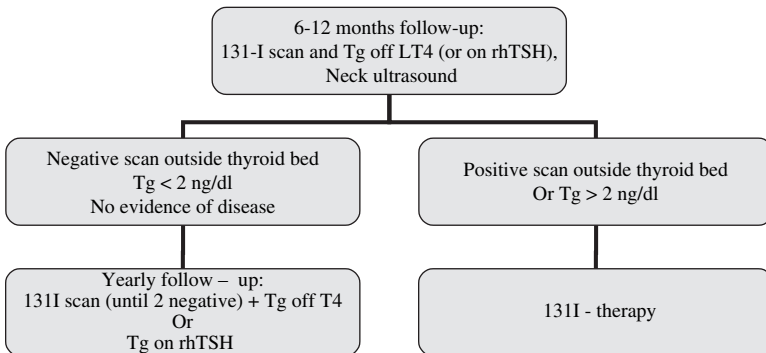 6-12 months follow-up:
131-I scan and Tg off LT4 (or on rhTSH),
Neck ultrasound
Negative scan outside thyroid bed
Tg < 2 ng/dl
No evidence of disease
Positive scan outside thyroid bed
Or Tg > 2 ng/dl
Yearly follow – up:
131I scan (until 2 negative) + Tg off T4
Or
Tg on rhTSH
131I - therapy